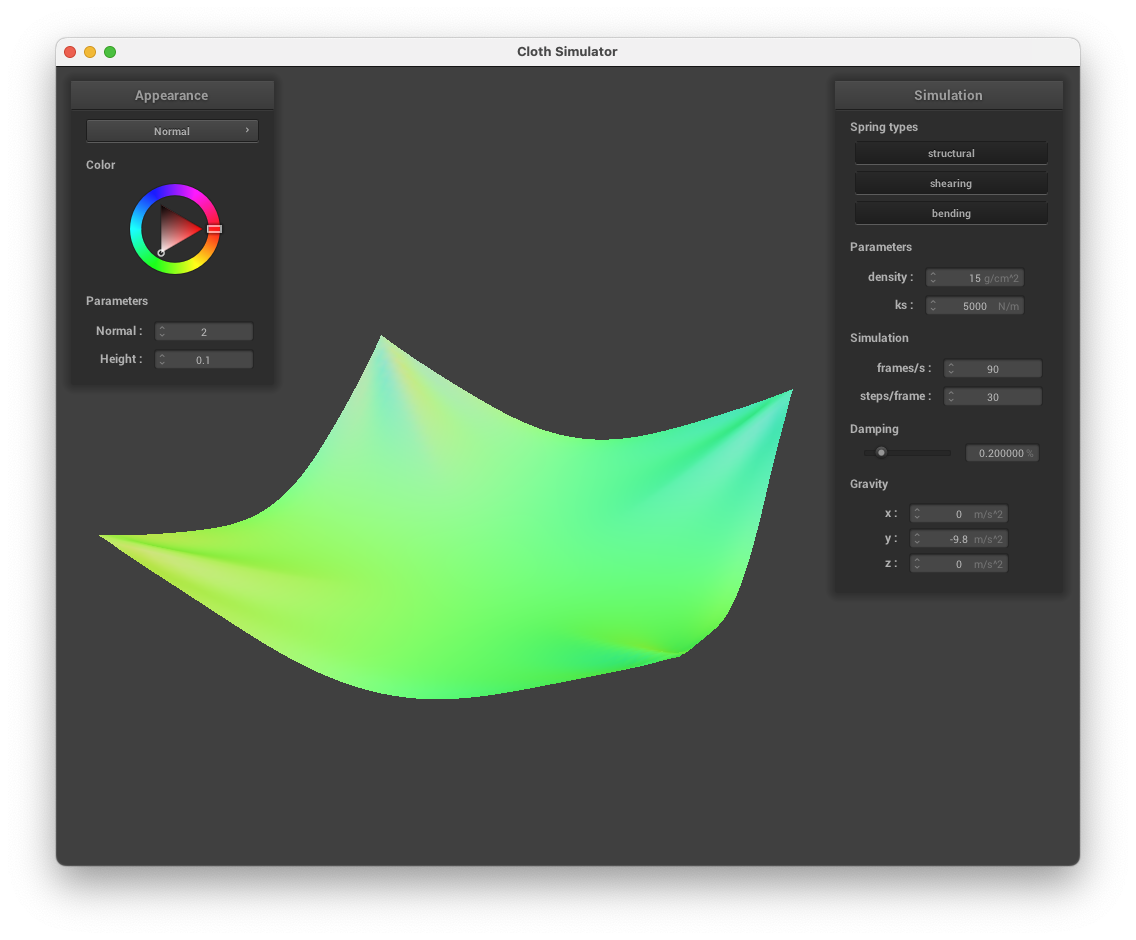 Cloth Simulator
Appearance
Normal
Color
Parameters
Normal : 2
Height : 0.1
Simulation
Spring types
structural
shearing
bending
Parameters
density : 15 g/cm^2
ks : 5000 N/m
Simulation
frames/s : 90
steps/frame : 30
Damping
0.200000 %
Gravity
x : 0 m/s^2
y : -9.8 m/s^2
z : 0 m/s^2